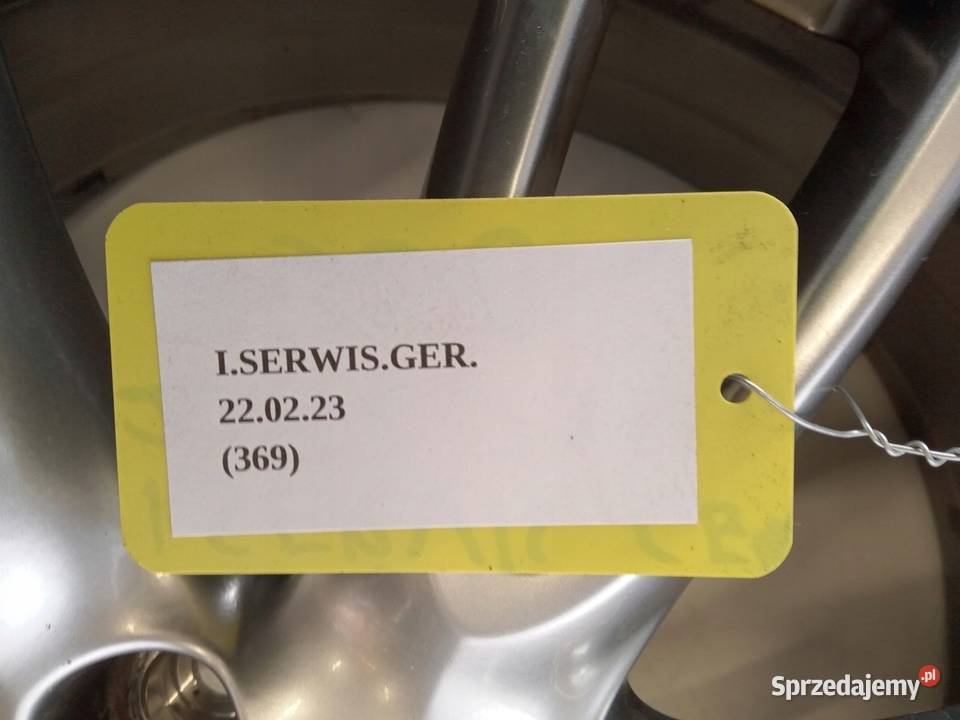 I.SERWIS.GER.
22.02.23
(369)
Sprzedajemy.pl